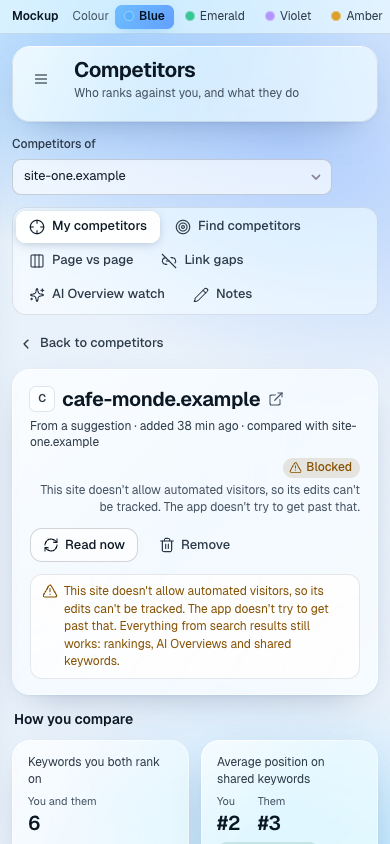 Mockup Colour Blue Emerald Violet Amber
Competitors
Who ranks against you, and what they do
Competitors of
site-one.example
My competitors Find competitors
Page vs page Link gaps
AI Overview watch Notes
Back to competitors
C cafe-monde.example
From a suggestion · added 38 min ago · compared with site-
one.example
Blocked
This site doesn't allow automated visitors, so its edits can't
be tracked. The app doesn't try to get past that.
Read now Remove
This site doesn't allow automated visitors, so its
edits can't be tracked. The app doesn't try to get
past that. Everything from search results still
works: rankings, AI Overviews and shared
keywords.
How you compare
Keywords you both rank
on
You and them
6
Average position on
shared keywords
You Them
#2 #3